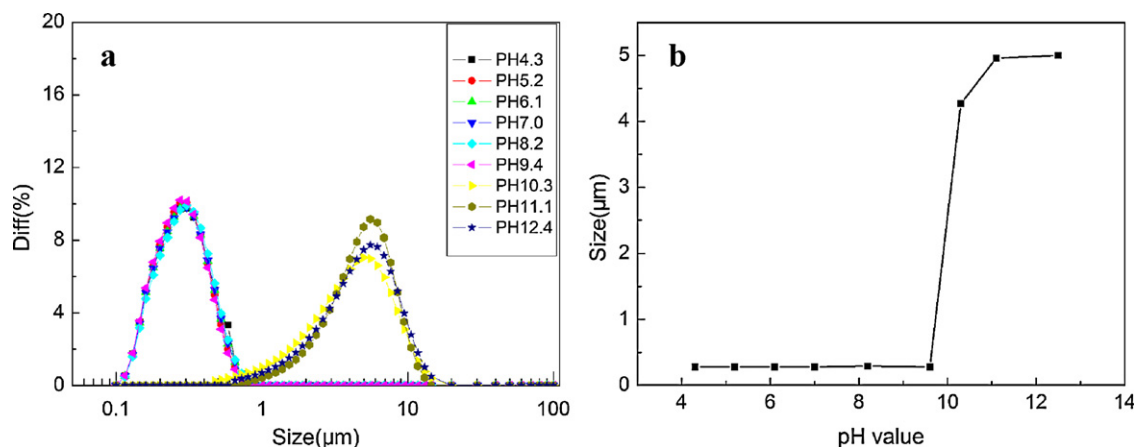 a
20
16
12
8
4
0
Diff(%)
0.1 1 10 100
Size(µm)
PH4.3
PH5.2
PH6.1
PH7.0
PH8.2
PH9.4
PH10.3
PH11.1
PH12.4
b
5
4
3
2
1
0
Size(µm)
4 6 8 10 12 14
pH value